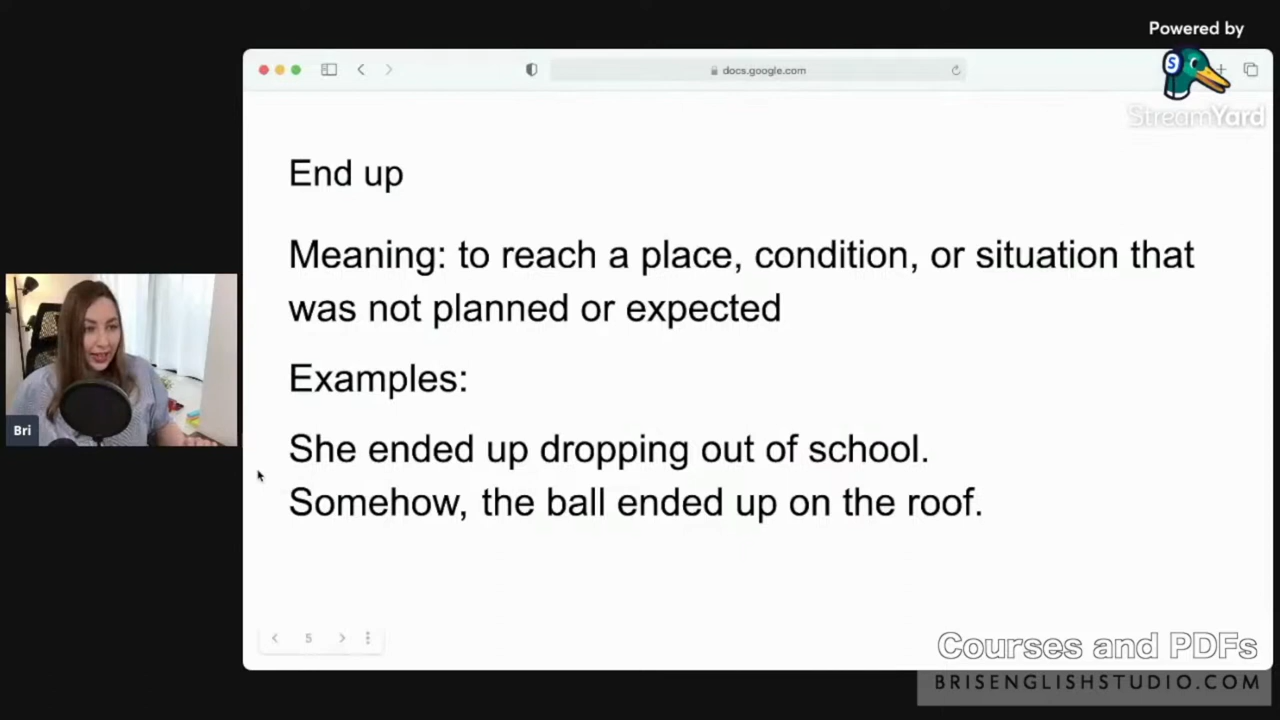 Powered by
S
docs.google.com
StreamYard
End up
Meaning: to reach a place, condition, or situation that
was not planned or expected
Examples:
She ended up dropping out of school.
Somehow, the ball ended up on the roof.
Bri
5
Courses and PDFs
BRISENGLISHSTUDIO.COM